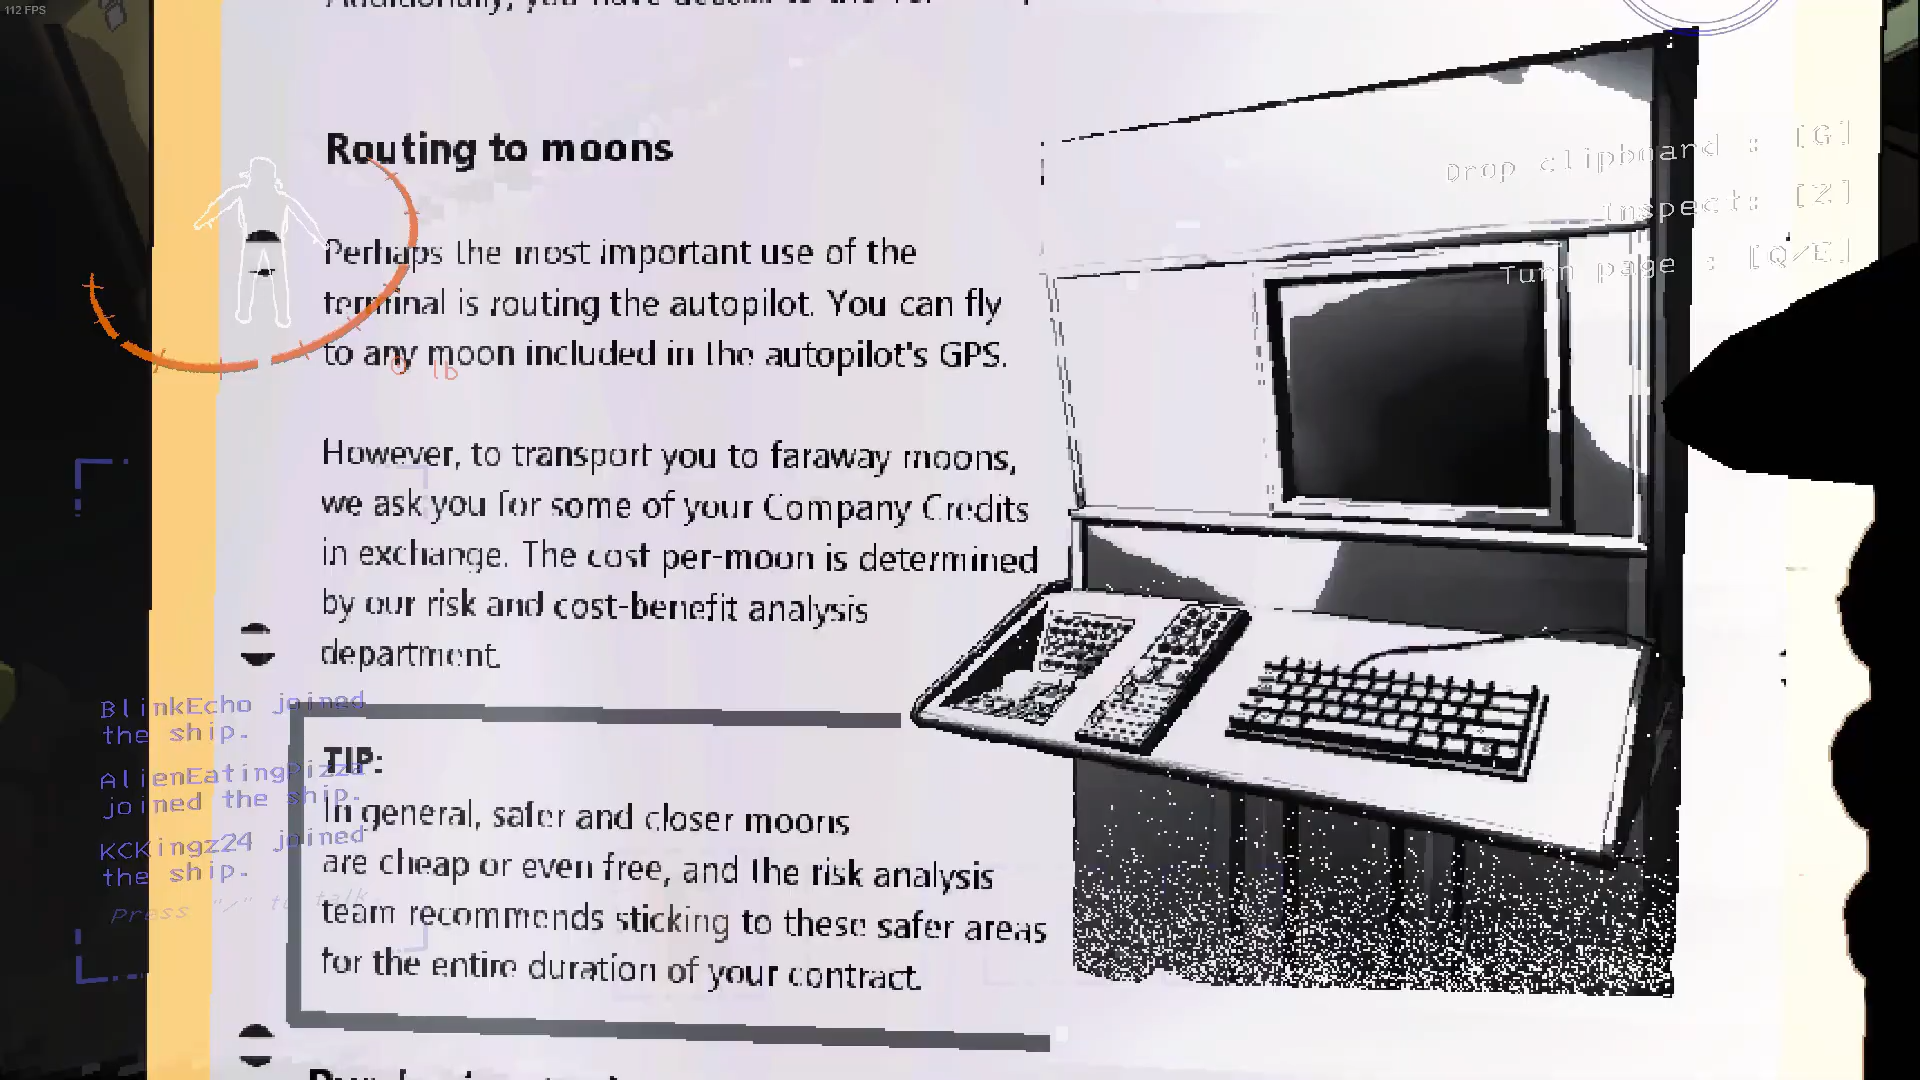 112 FPS
Routing to moons
Perhaps the most important use of the
terminal is routing the autopilot. You can fly
to any moon included in the autopilot's GPS.
However, to transport you to faraway moons,
we ask you for some of your Company Credits
in exchange. The cost per-moon is determined
by our risk and cost-benefit analysis
department.
TIP:
In general, safer and closer moons
are cheap or even free, and the risk analysis
team recommends sticking to these safer areas
for the entire duration of your contract.
Drop clipboard : [G]
Inspect: [Z]
Turn page : [Q/E]
0 lb
BlinkEcho joined
the ship.
AlienEatingPizza
joined the ship.
KCKingz24 joined
the ship.
Press "/" to talk.